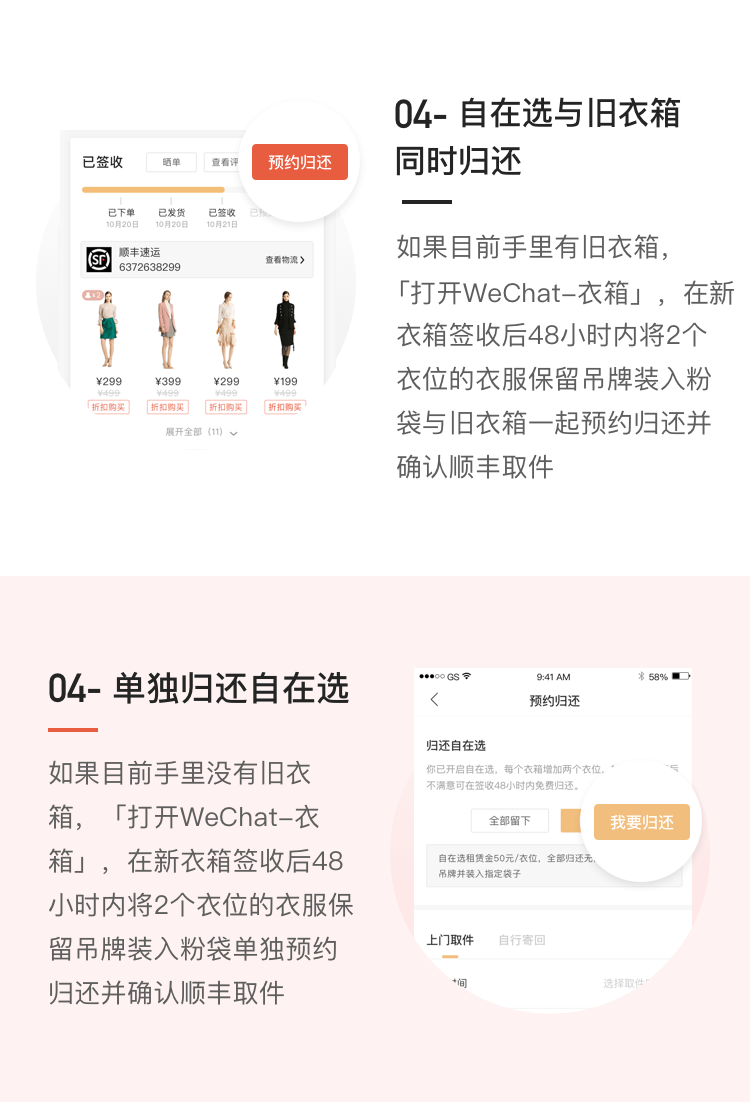 04- 自在选与旧衣箱
同时归还
如果目前手里有旧衣箱，
「打开WeChat-衣箱」，在新
衣箱签收后48小时内将2个
衣位的衣服保留吊牌装入粉
袋与旧衣箱一起预约归还并
确认顺丰取件
已签收
晒单
查看评
预约归还
已下单
已发货
已签收
10月20日
10月20日
10月21日
SF
顺丰速运
6372638299
查看物流
¥299
¥399
¥299
¥199
¥499
¥499
¥499
¥499
折扣购买
折扣购买
折扣购买
折扣购买
展开全部（11）
04- 单独归还自在选
如果目前手里没有旧衣
箱，「打开WeChat-衣
箱」，在新衣箱签收后48
小时内将2个衣位的衣服保
留吊牌装入粉袋单独预约
归还并确认顺丰取件
GS
9:41 AM
58%
预约归还
归还自在选
你已开启自在选，每个衣箱增加两个衣位，
不满意可在签收48小时内免费归还。
全部留下
我要归还
自在选租赁金50元/衣位，全部归还无
吊牌并装入指定袋子
上门取件
自行寄回
时间
选择取件